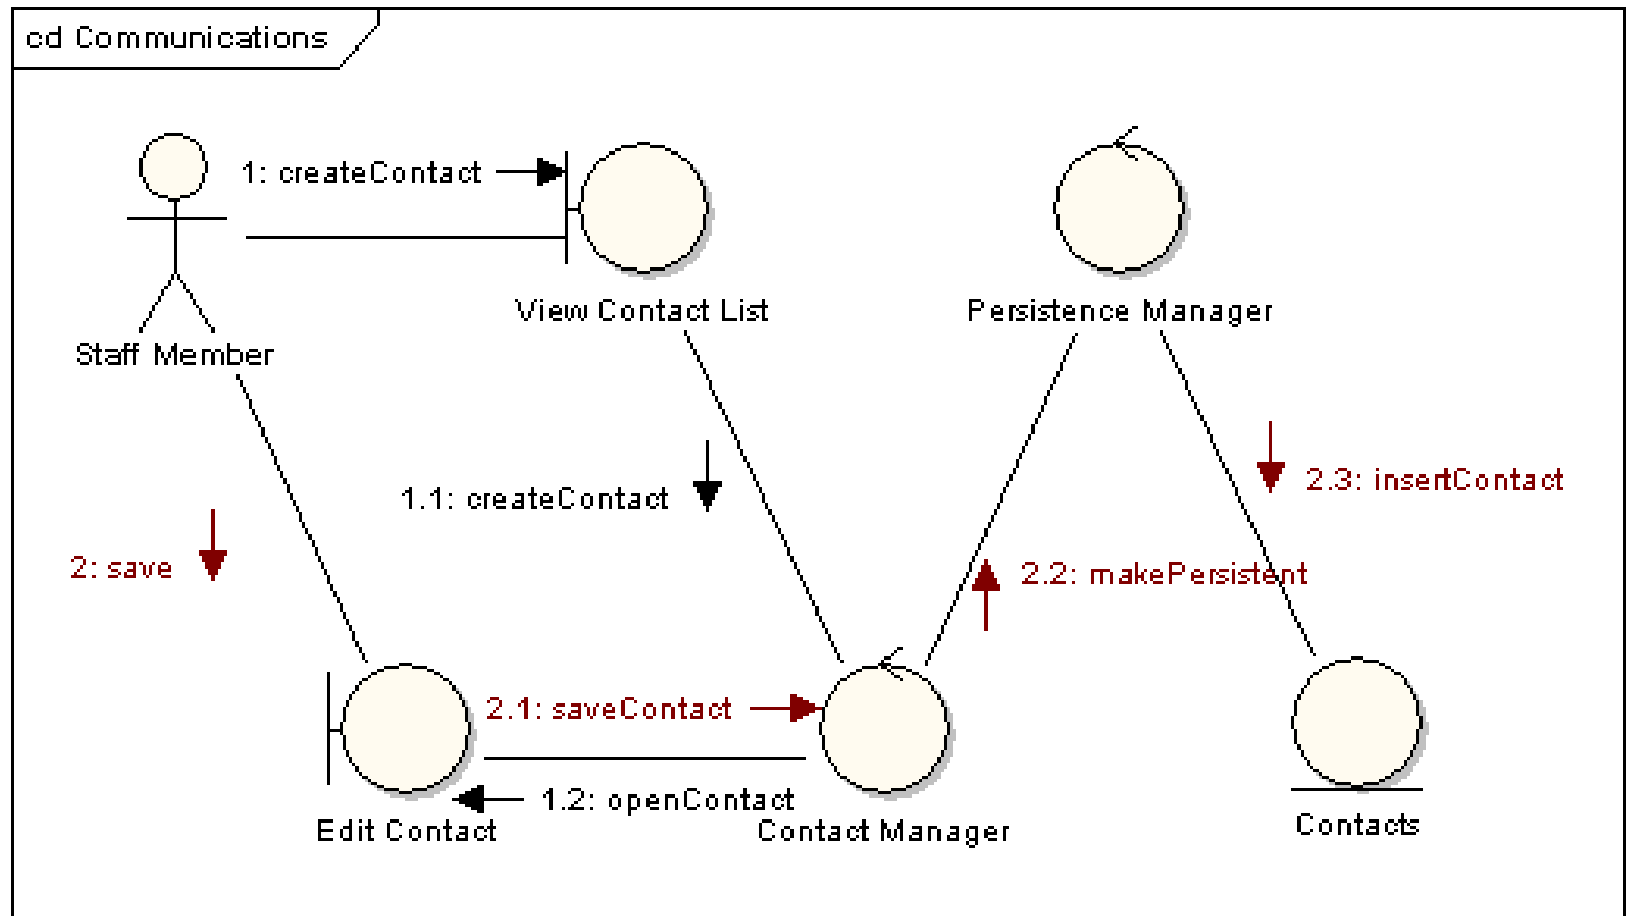 cd Communications
1: createContact
View Contact List
Persistence Manager
Staff Member
1.1: createContact
2.3: insertContact
2: save
2.2: makePersistent
2.1: saveContact
1.2: openContact
Edit Contact
Contact Manager
Contacts